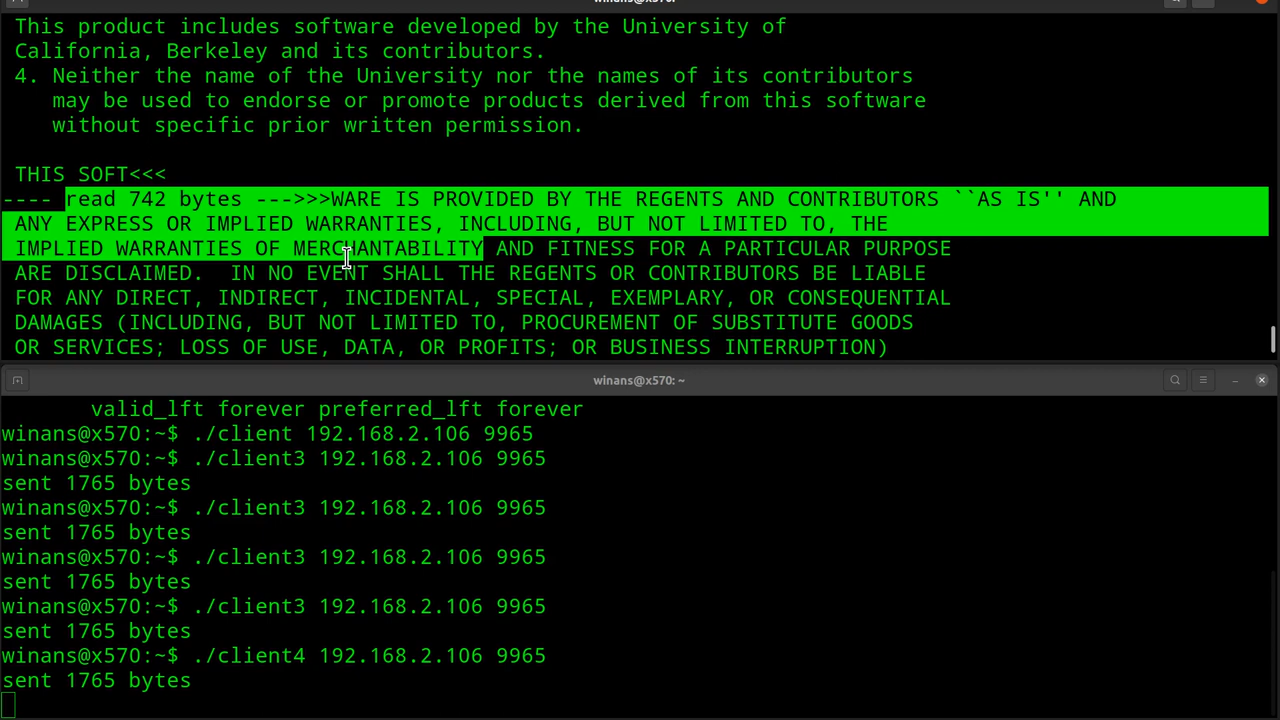 winans@x570:~
This product includes software developed by the University of
California, Berkeley and its contributors.
4. Neither the name of the University nor the names of its contributors
may be used to endorse or promote products derived from this software
without specific prior written permission.
THIS SOFT<<<
---- read 742 bytes --->>>WARE IS PROVIDED BY THE REGENTS AND CONTRIBUTORS ``AS IS'' AND
ANY EXPRESS OR IMPLIED WARRANTIES, INCLUDING, BUT NOT LIMITED TO, THE
IMPLIED WARRANTIES OF MERCHANTABILITY AND FITNESS FOR A PARTICULAR PURPOSE
ARE DISCLAIMED.  IN NO EVENT SHALL THE REGENTS OR CONTRIBUTORS BE LIABLE
FOR ANY DIRECT, INDIRECT, INCIDENTAL, SPECIAL, EXEMPLARY, OR CONSEQUENTIAL
DAMAGES (INCLUDING, BUT NOT LIMITED TO, PROCUREMENT OF SUBSTITUTE GOODS
OR SERVICES; LOSS OF USE, DATA, OR PROFITS; OR BUSINESS INTERRUPTION)
winans@x570: ~
valid_lft forever preferred_lft forever
winans@x570:~$ ./client 192.168.2.106 9965
winans@x570:~$ ./client3 192.168.2.106 9965
sent 1765 bytes
winans@x570:~$ ./client3 192.168.2.106 9965
sent 1765 bytes
winans@x570:~$ ./client3 192.168.2.106 9965
sent 1765 bytes
winans@x570:~$ ./client3 192.168.2.106 9965
sent 1765 bytes
winans@x570:~$ ./client4 192.168.2.106 9965
sent 1765 bytes